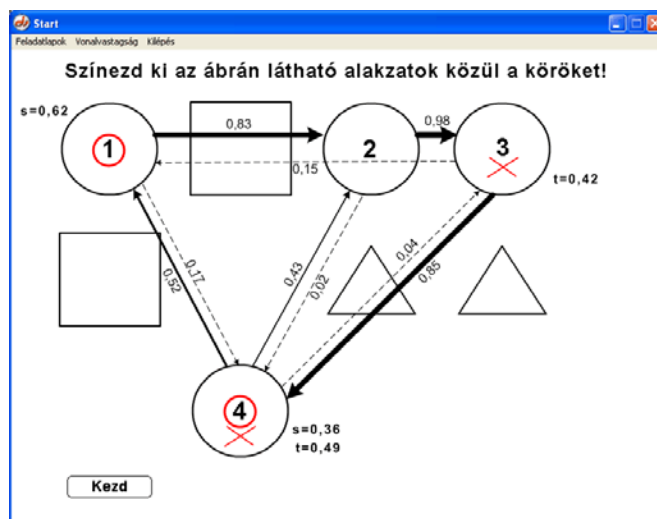 Start
Feladatlapok Vonalvastagság Kilépés
Színezd ki az ábrán látható alakzatok közül a köröket!
s=0,62
0,83
0,98
1
2
3
0,15
t=0,42
0,17
0,52
0,43
0,02
0,04
0,85
4
s=0,36
t=0,49
Kezd